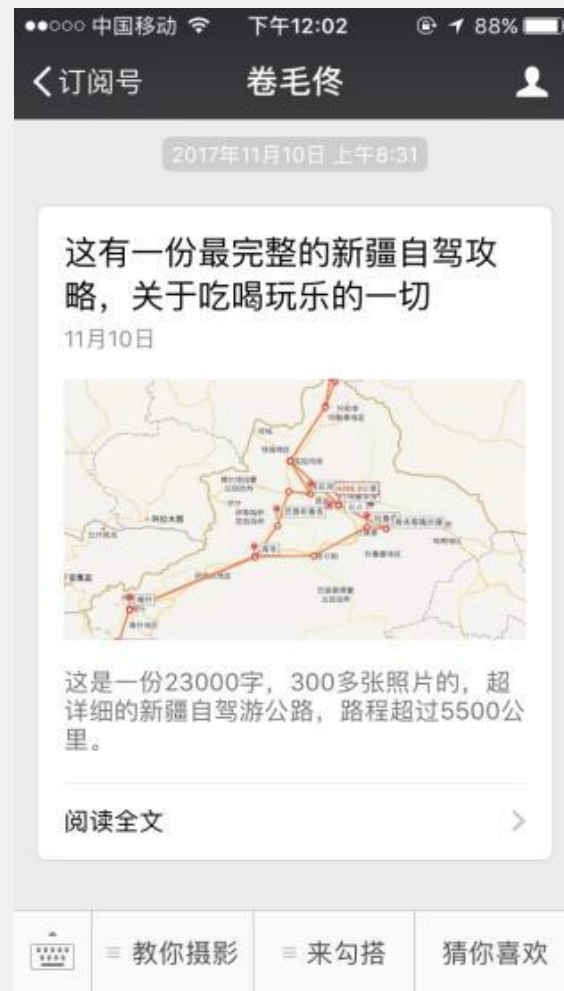 中国移动 下午12:02 88%
订阅号 卷毛佟
2017年11月10日 上午8:31
这有一份最完整的新疆自驾攻
略，关于吃喝玩乐的一切
11月10日
喀什
这是一份23000字，300多张照片的，超
详细的新疆自驾游公路，路程超过5500公
里。
阅读全文
教你摄影 来勾搭 猜你喜欢